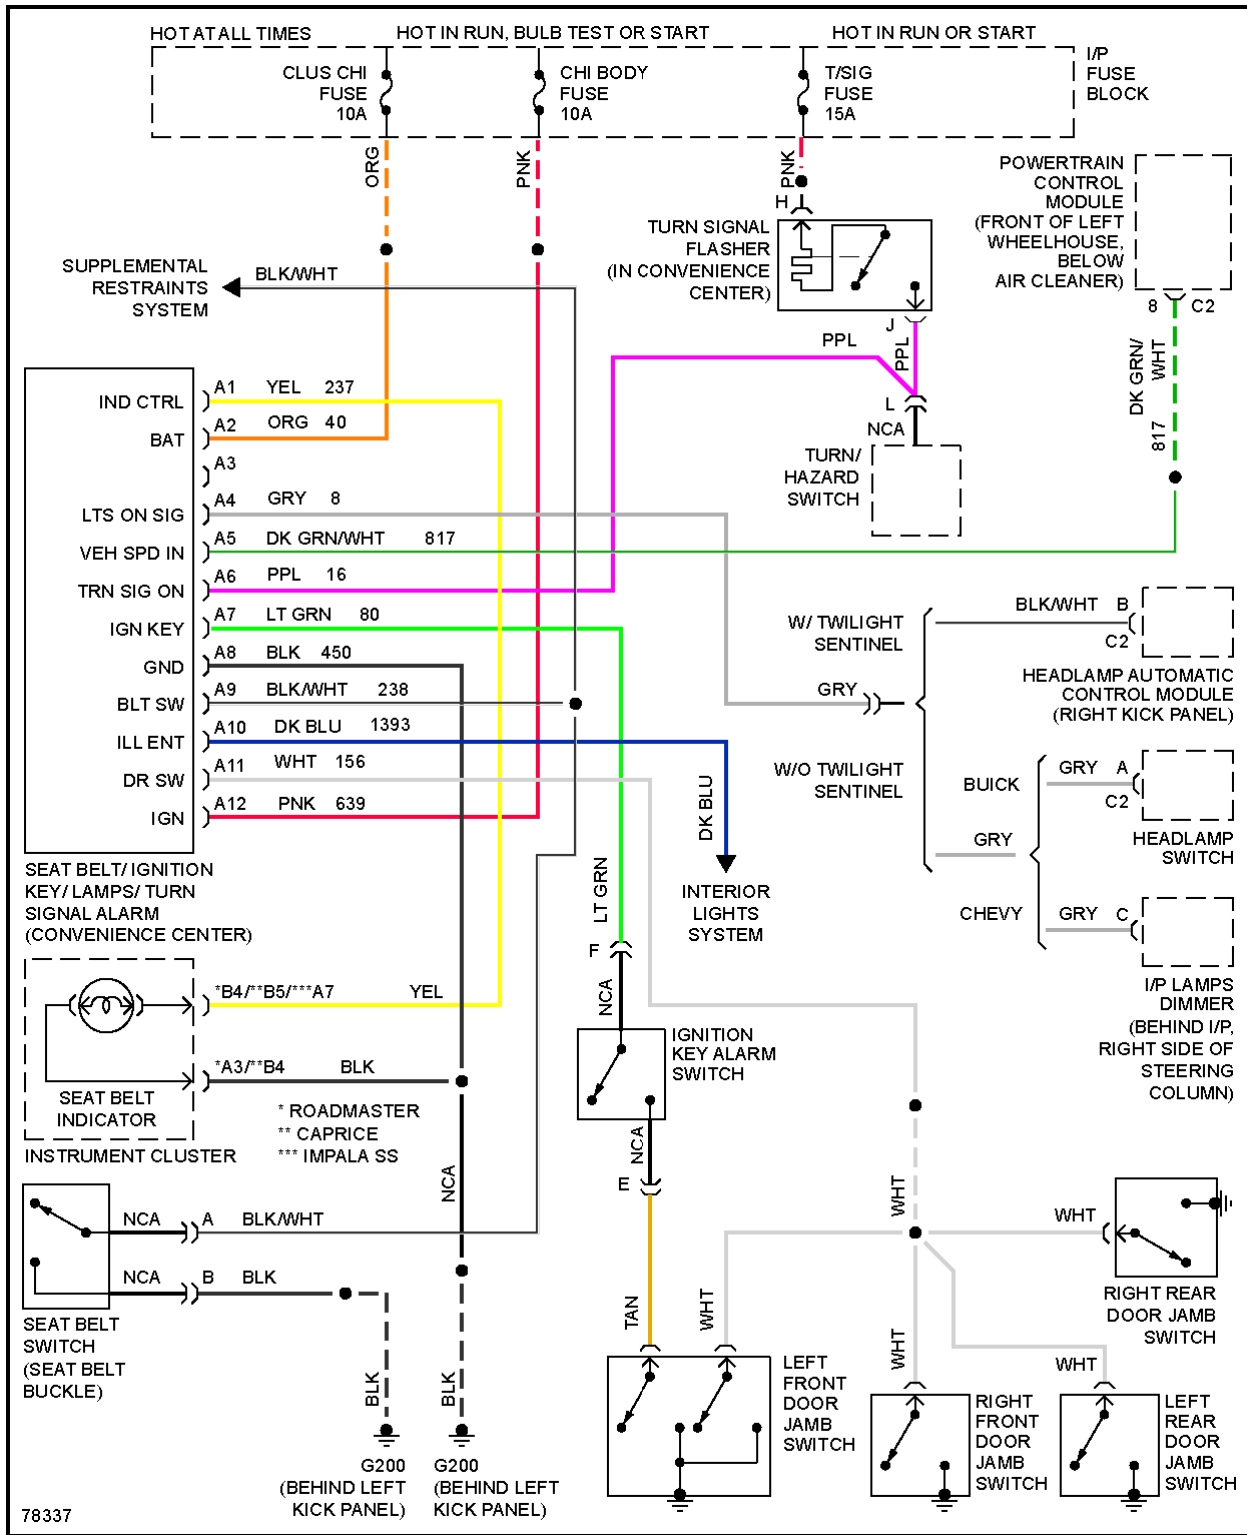 HOT AT ALL TIMES
HOT IN RUN, BULB TEST OR START
HOT IN RUN OR START
CLUS CHI
FUSE
10A
CHI BODY
FUSE
10A
T/SIG
FUSE
15A
I/P
FUSE
BLOCK
ORG
PNK
PNK
H
TURN SIGNAL
FLASHER
(IN CONVENIENCE
CENTER)
J
PPL
PPL
L
NCA
TURN/
HAZARD
SWITCH
POWERTRAIN
CONTROL
MODULE
(FRONT OF LEFT
WHEELHOUSE,
BELOW
AIR CLEANER)
8 C2
DK GRN/
WHT
817
SUPPLEMENTAL
RESTRAINTS
SYSTEM
BLK/WHT
IND CTRL A1 YEL 237
BAT A2 ORG 40
A3
LTS ON SIG A4 GRY 8
VEH SPD IN A5 DK GRN/WHT 817
TRN SIG ON A6 PPL 16
IGN KEY A7 LT GRN 80
GND A8 BLK 450
BLT SW A9 BLK/WHT 238
ILL ENT A10 DK BLU 1393
DR SW A11 WHT 156
IGN A12 PNK 639
SEAT BELT/ IGNITION
KEY/ LAMPS/ TURN
SIGNAL ALARM
(CONVENIENCE CENTER)
W/ TWILIGHT
SENTINEL
BLK/WHT B
C2
HEADLAMP AUTOMATIC
CONTROL MODULE
(RIGHT KICK PANEL)
GRY
W/O TWILIGHT
SENTINEL
BUICK
GRY A
C2
HEADLAMP
SWITCH
GRY
CHEVY
GRY C
I/P LAMPS
DIMMER
(BEHIND I/P,
RIGHT SIDE OF
STEERING
COLUMN)
DK BLU
INTERIOR
LIGHTS
SYSTEM
LT GRN
F
NCA
IGNITION
KEY ALARM
SWITCH
NCA
E
TAN
*B4/**B5/***A7 YEL
*A3/**B4 BLK
SEAT BELT
INDICATOR
INSTRUMENT CLUSTER
* ROADMASTER
** CAPRICE
*** IMPALA SS
NCA
NCA A BLK/WHT
NCA B BLK
SEAT BELT
SWITCH
(SEAT BELT
BUCKLE)
BLK
BLK
G200
(BEHIND LEFT
KICK PANEL)
G200
(BEHIND LEFT
KICK PANEL)
WHT
WHT
WHT
WHT
WHT
LEFT
FRONT
DOOR
JAMB
SWITCH
RIGHT REAR
DOOR JAMB
SWITCH
RIGHT
FRONT
DOOR
JAMB
SWITCH
LEFT
REAR
DOOR
JAMB
SWITCH
78337